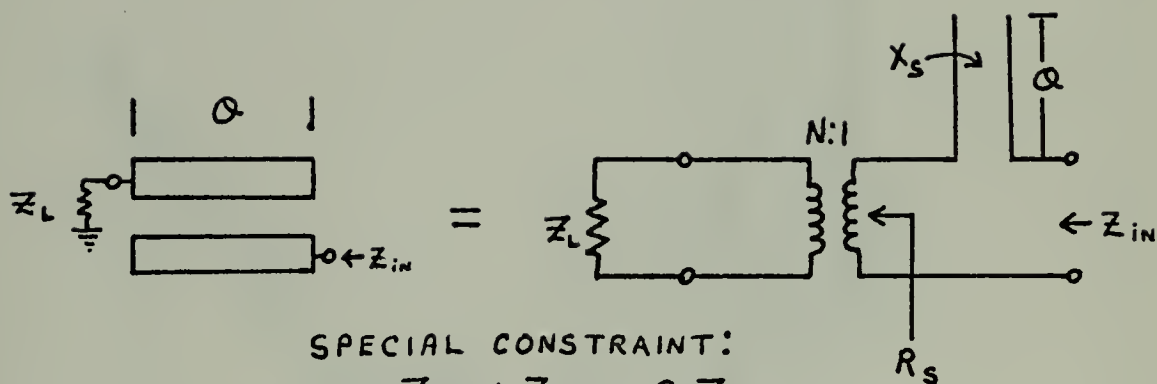 X_s
Θ
Θ
N:1
Z_L
=
Z_L
← Z_in
← Z_in
SPECIAL CONSTRAINT:
R_s